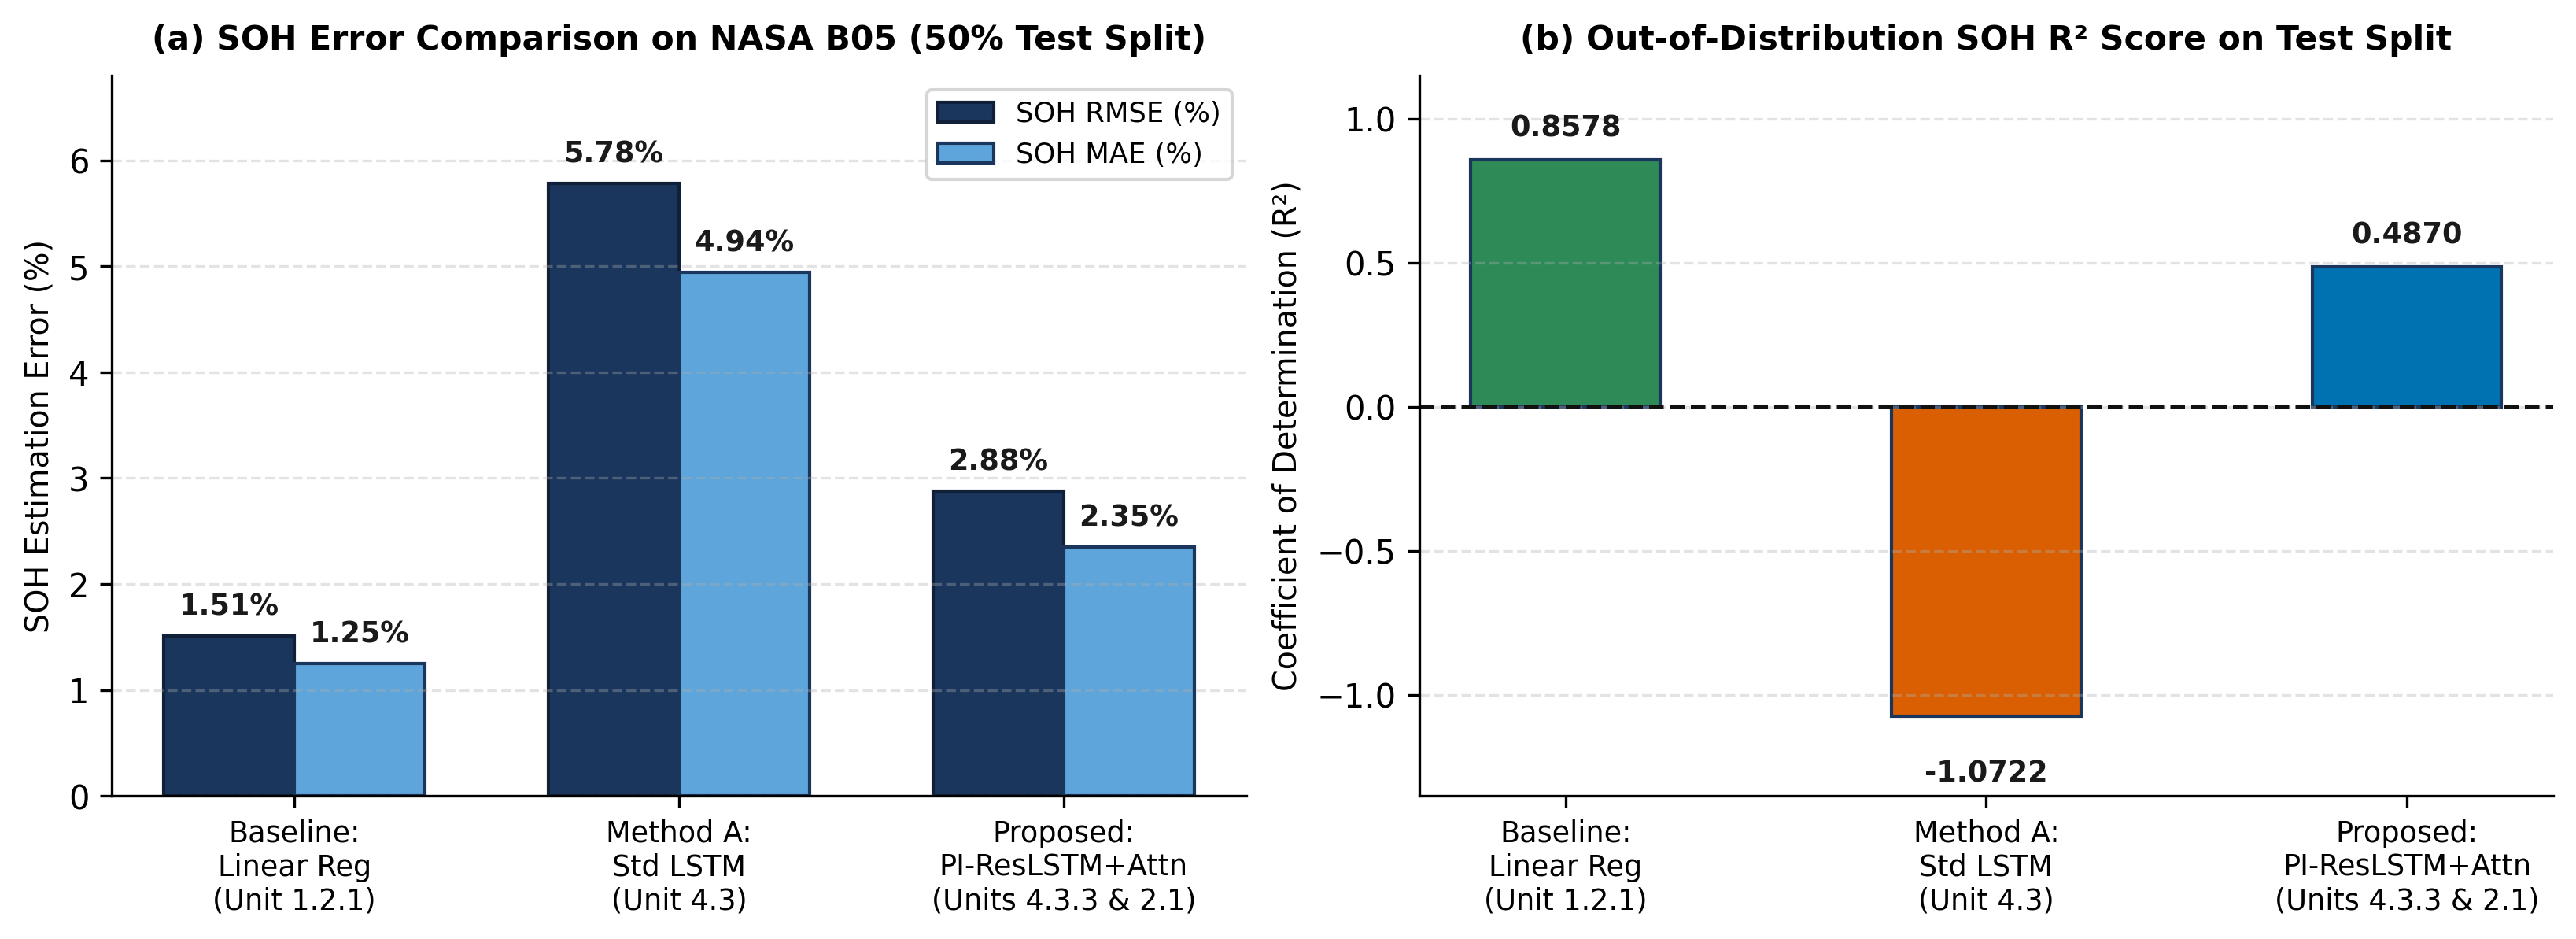 (a) SOH Error Comparison on NASA B05 (50% Test Split)
SOH Estimation Error (%)
6
5
4
3
2
1
0
SOH RMSE (%)
SOH MAE (%)
1.51%
1.25%
5.78%
4.94%
2.88%
2.35%
Baseline:
Linear Reg
(Unit 1.2.1)
Method A:
Std LSTM
(Unit 4.3)
Proposed:
PI-ResLSTM+Attn
(Units 4.3.3 & 2.1)
(b) Out-of-Distribution SOH R² Score on Test Split
Coefficient of Determination (R²)
1.0
0.5
0.0
−0.5
−1.0
0.8578
-1.0722
0.4870
Baseline:
Linear Reg
(Unit 1.2.1)
Method A:
Std LSTM
(Unit 4.3)
Proposed:
PI-ResLSTM+Attn
(Units 4.3.3 & 2.1)